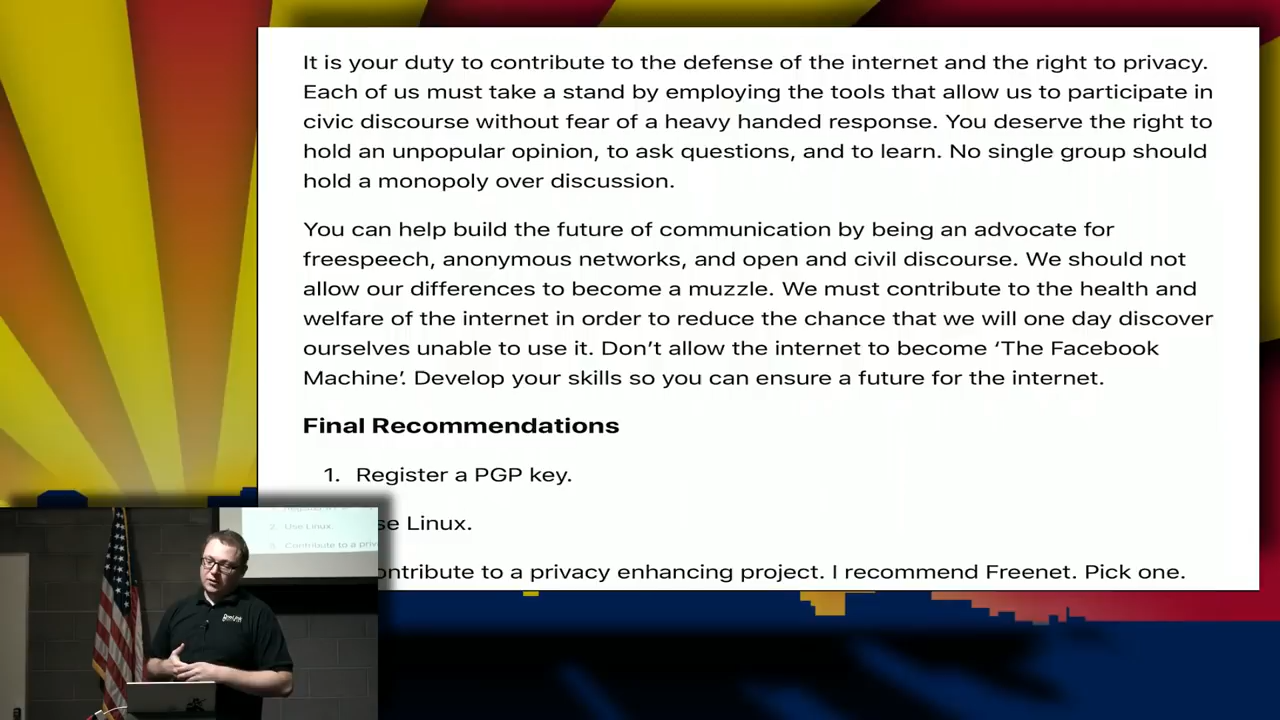 It is your duty to contribute to the defense of the internet and the right to privacy.
Each of us must take a stand by employing the tools that allow us to participate in
civic discourse without fear of a heavy handed response. You deserve the right to
hold an unpopular opinion, to ask questions, and to learn. No single group should
hold a monopoly over discussion.
You can help build the future of communication by being an advocate for
freespeech, anonymous networks, and open and civil discourse. We should not
allow our differences to become a muzzle. We must contribute to the health and
welfare of the internet in order to reduce the chance that we will one day discover
ourselves unable to use it. Don’t allow the internet to become ‘The Facebook
Machine’. Develop your skills so you can ensure a future for the internet.
Final Recommendations
1. Register a PGP key.
se Linux.
ontribute to a privacy enhancing project. I recommend Freenet. Pick one.
2. Use Linux.
3. Contribute to a priv